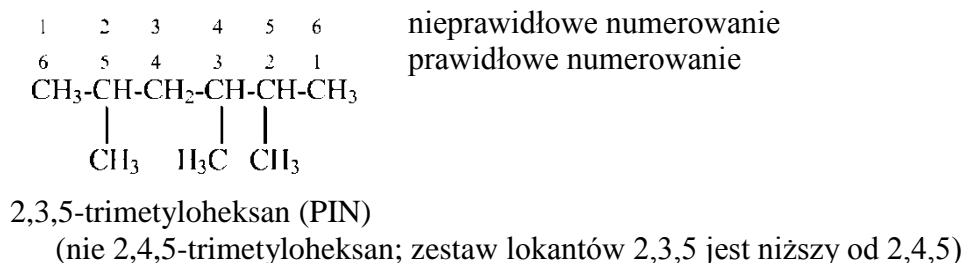 1 2 3 4 5 6 nieprawidłowe numerowanie
6 5 4 3 2 1 prawidłowe numerowanie
CH₃-CH-CH₂-CH-CH-CH₃
CH₃ H₃C CH₃
2,3,5-trimetyloheksan (PIN)
(nie 2,4,5-trimetyloheksan; zestaw lokantów 2,3,5 jest niższy od 2,4,5)